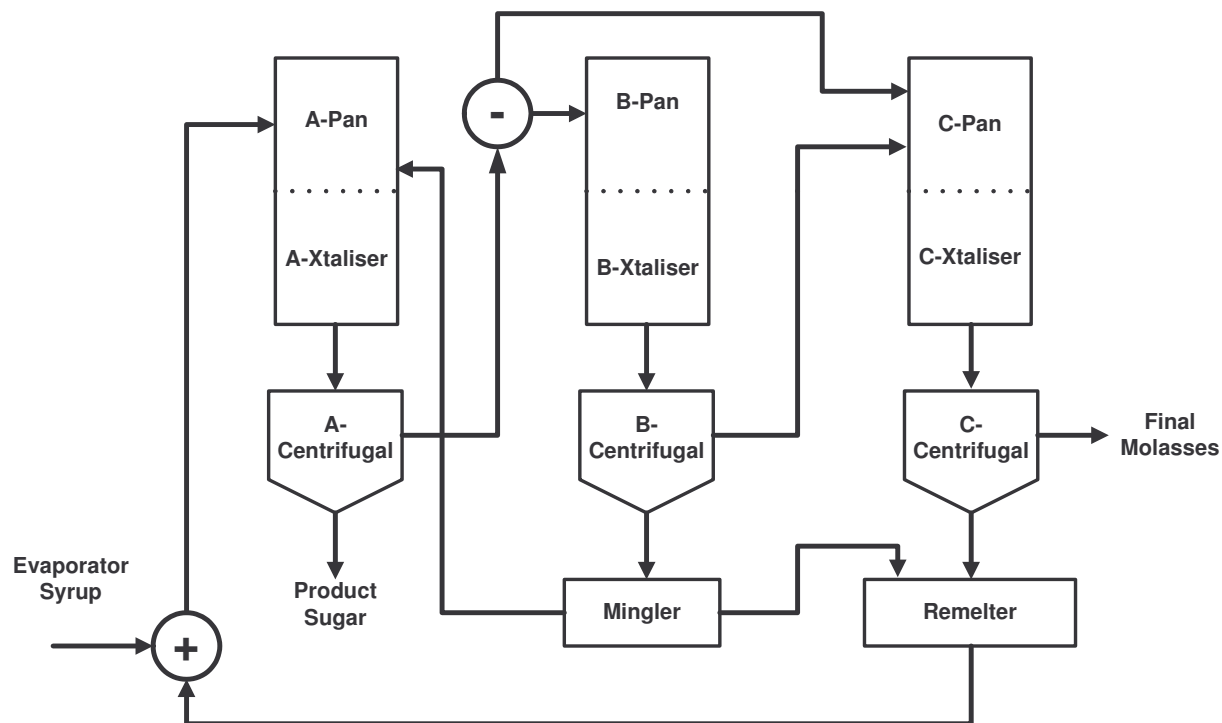 A-Pan
A-Xtaliser
-
B-Pan
B-Xtaliser
C-Pan
C-Xtaliser
A-
Centrifugal
B-
Centrifugal
C-
Centrifugal
Final
Molasses
Evaporator
Syrup
+
Product
Sugar
Mingler
Remelter